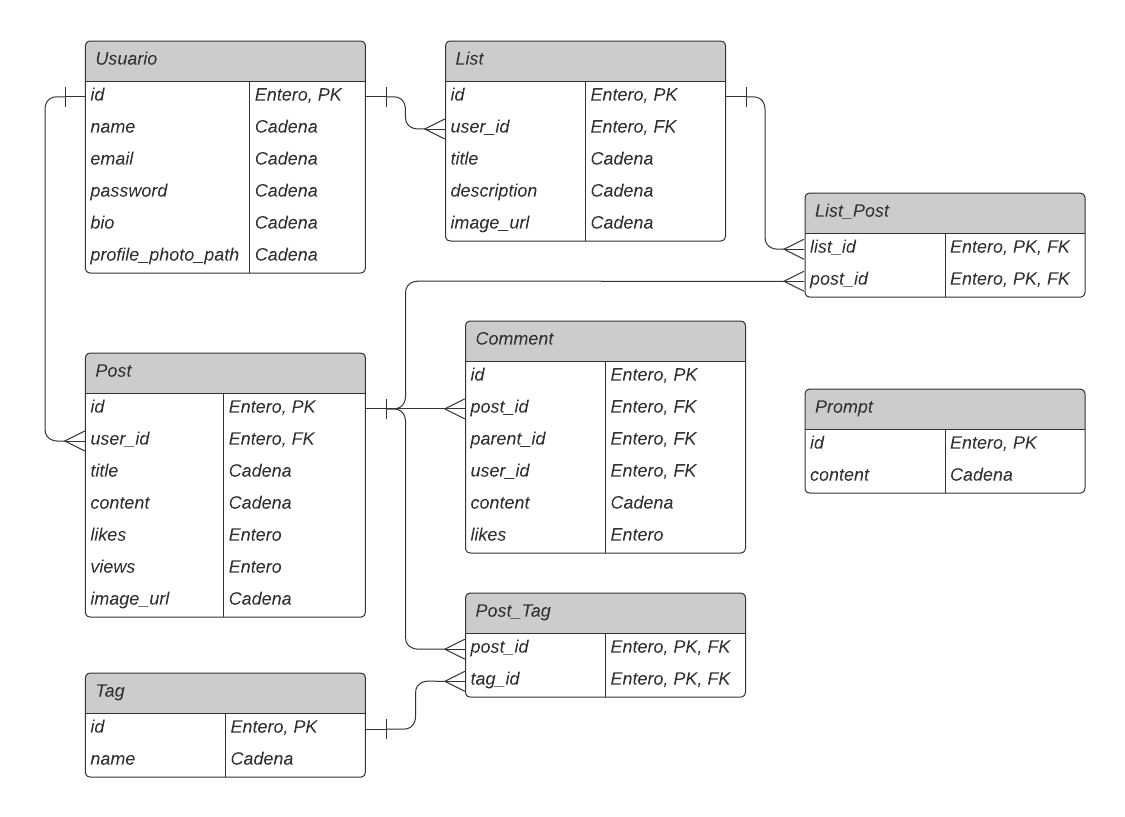 Usuario
id Entero, PK
name Cadena
email Cadena
password Cadena
bio Cadena
profile_photo_path Cadena
List
id Entero, PK
user_id Entero, FK
title Cadena
description Cadena
image_url Cadena
List_Post
list_id Entero, PK, FK
post_id Entero, PK, FK
Post
id Entero, PK
user_id Entero, FK
title Cadena
content Cadena
likes Entero
views Entero
image_url Cadena
Comment
id Entero, PK
post_id Entero, FK
parent_id Entero, FK
user_id Entero, FK
content Cadena
likes Entero
Prompt
id Entero, PK
content Cadena
Post_Tag
post_id Entero, PK, FK
tag_id Entero, PK, FK
Tag
id Entero, PK
name Cadena